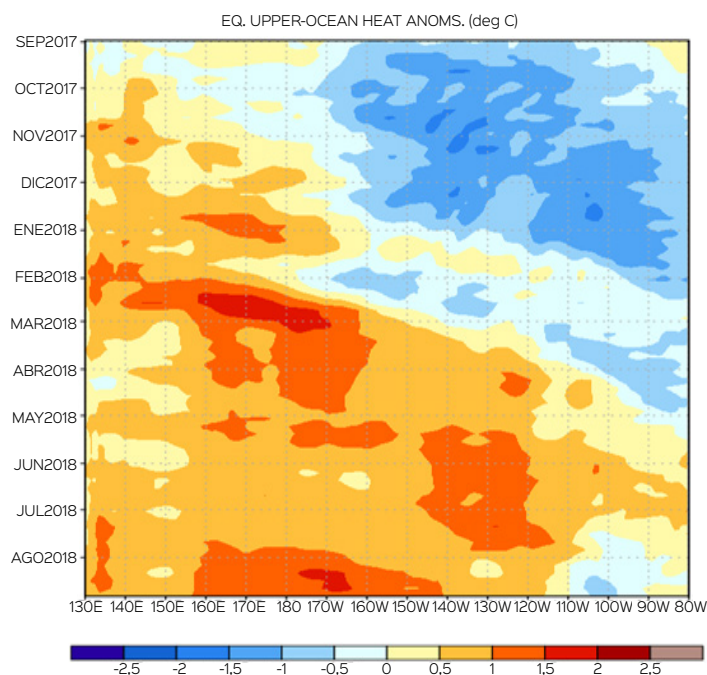 EQ. UPPER-OCEAN HEAT ANOMS. (deg C)
SEP2017
OCT2017
NOV2017
DIC2017
ENE2018
FEB2018
MAR2018
ABR2018
MAY2018
JUN2018
JUL2018
AGO2018
130E 140E 150E 160E 170E 180 170W 160W 150W 140W 130W 120W 110W 100W 90W 80W
-2.5 -2 -1.5 -1 -0.5 0 0.5 1 1.5 2 2.5